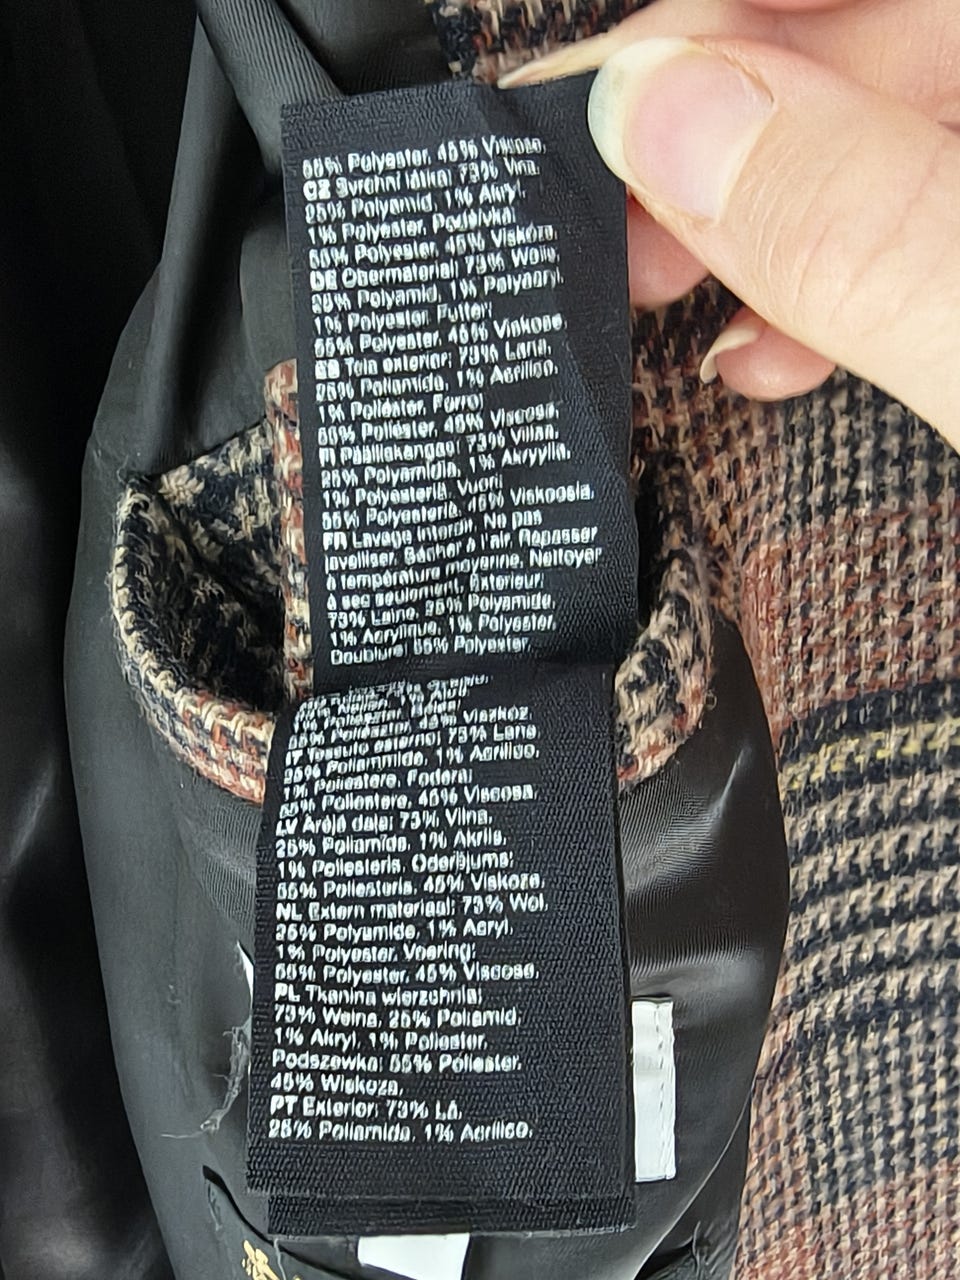 55% Polyester, 45% Viscose,
CZ Svrchní látka: 73% Vlna
25% Polyamid, 1% Akryl,
1% Polyester, Podšívka:
55% Polyester, 45% Viskóza
DE Obermaterial: 73% Wolle,
25% Polyamid, 1% Polyacryl,
1% Polyester, Futter:
55% Polyester, 45% Viskose,
ES Tela exterior: 73% Lana,
25% Poliamida, 1% Acrílico,
1% Poliéster, Forro:
55% Poliéster, 45% Viscosa,
FI Päällikangas: 73% Villaa,
25% Polyamidia, 1% Akryylia,
1% Polyesteriä, Vuori:
55% Polyesteriä, 45% Viskoosia,
FR Lavage interdit, Ne pas
javelliser, Sécher à l'air, Repasser
à température moyenne, Nettoyer
à sec seulement, Extérieur:
73% Laine, 25% Polyamide,
1% Acrylique, 1% Polyester,
Doublure: 55% Polyester,
55% Poliészter, 45% Viszkóz,
IT Tessuto esterno: 73% Lana
25% Poliammide, 1% Acrilico,
1% Poliestere, Fodera:
55% Poliestere, 45% Viscosa,
LV Ārējā daļa: 73% Vilna,
25% Poliamīds, 1% Akrils,
1% Poliesteris, Oderējums:
55% Poliesteris, 45% Viskoze,
NL Extern materiaal: 73% Wol,
25% Polyamide, 1% Acryl,
1% Polyester, Voering:
55% Polyester, 45% Viscose,
PL Tkanina wierzchnia:
73% Wełna, 25% Poliamid,
1% Akryl, 1% Poliester,
Podszewka: 55% Poliester,
45% Wiskoza,
PT Exterior: 73% Lã,
25% Poliamida, 1% Acrílico,